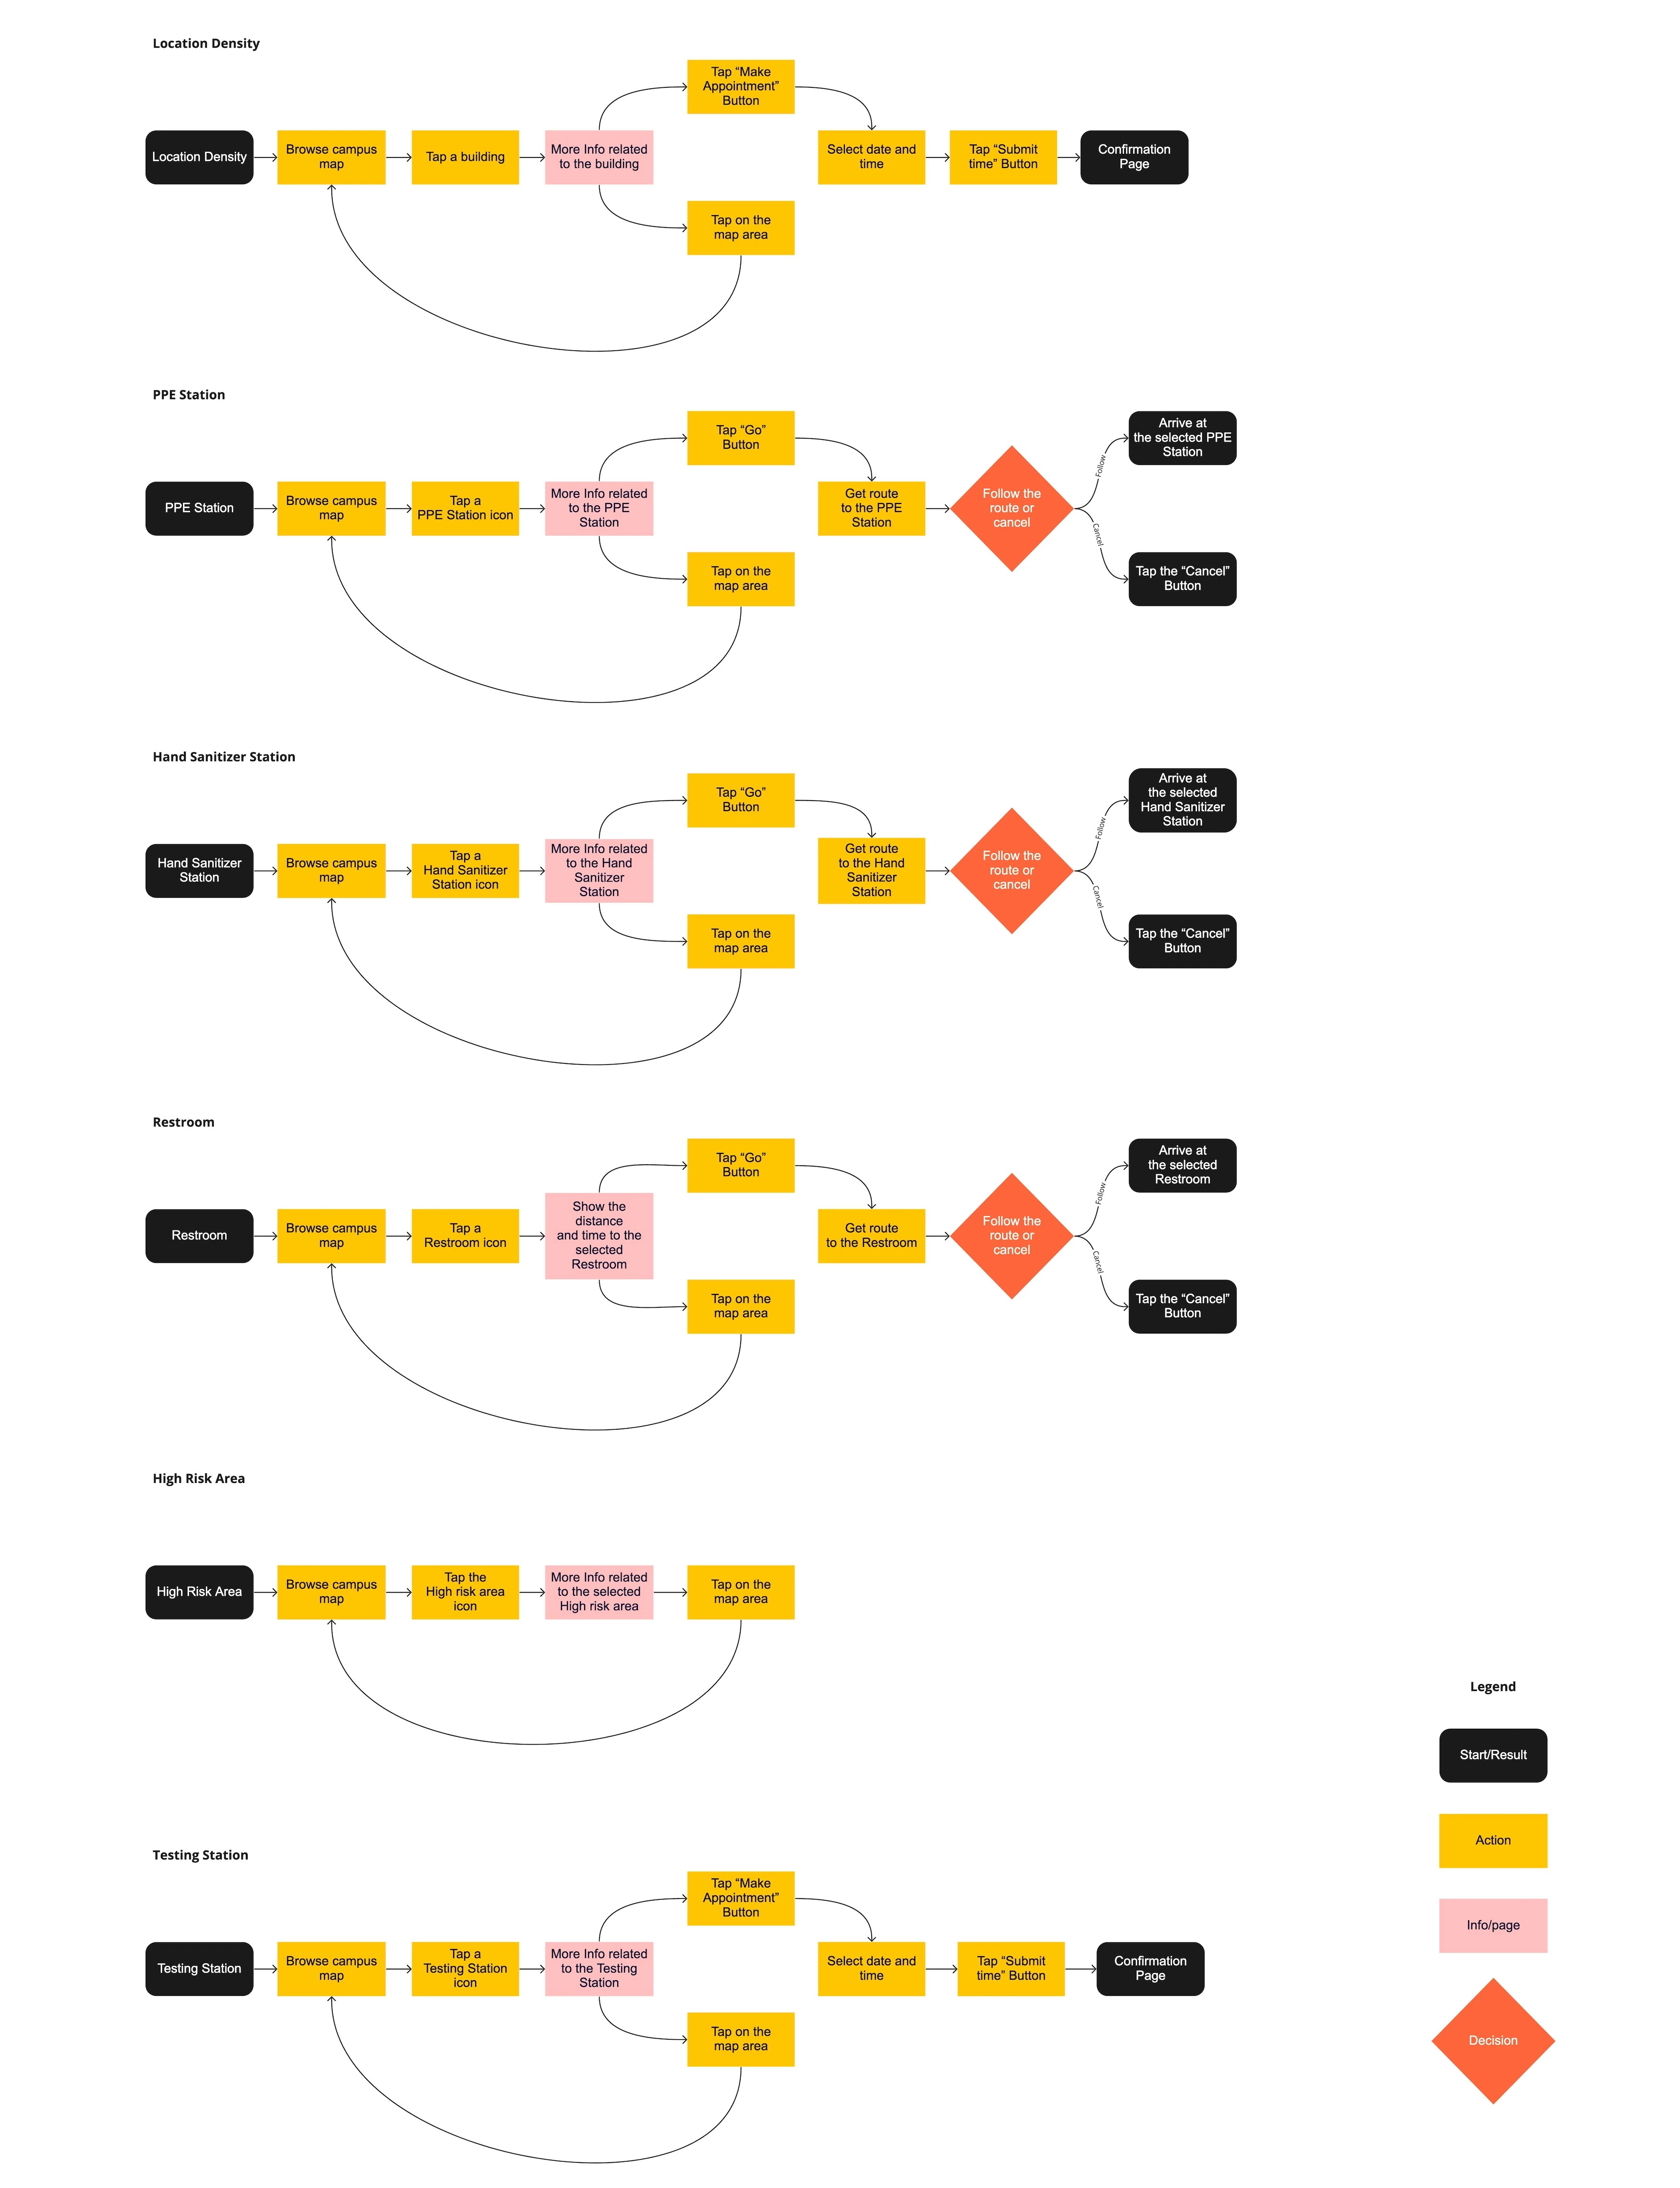 Location Density
Tap “Make
Appointment”
Button
Location Density
Browse campus
map
Tap a building
More Info related
to the building
Select date and
time
Tap “Submit
time” Button
Confirmation
Page
Tap on the
map area
PPE Station
Tap “Go”
Button
Arrive at
the selected PPE
Station
PPE Station
Browse campus
map
Tap a
PPE Station icon
More Info related
to the PPE
Station
Get route
to the PPE
Station
Follow the
route or
cancel
Follow
Cancel
Tap on the
map area
Tap the “Cancel”
Button
Hand Sanitizer Station
Tap “Go”
Button
Arrive at
the selected
Hand Sanitizer
Station
Hand Sanitizer
Station
Browse campus
map
Tap a
Hand Sanitizer
Station icon
More Info related
to the Hand
Sanitizer
Station
Get route
to the Hand
Sanitizer
Station
Follow the
route or
cancel
Follow
Cancel
Tap on the
map area
Tap the “Cancel”
Button
Restroom
Tap “Go”
Button
Arrive at
the selected
Restroom
Restroom
Browse campus
map
Tap a
Restroom icon
Show the
distance
and time to the
selected
Restroom
Get route
to the Restroom
Follow the
route or
cancel
Follow
Cancel
Tap on the
map area
Tap the “Cancel”
Button
High Risk Area
High Risk Area
Browse campus
map
Tap the
High risk area
icon
More Info related
to the selected
High risk area
Tap on the
map area
Legend
Start/Result
Action
Info/page
Decision
Testing Station
Tap “Make
Appointment”
Button
Testing Station
Browse campus
map
Tap a
Testing Station
icon
More Info related
to the Testing
Station
Select date and
time
Tap “Submit
time” Button
Confirmation
Page
Tap on the
map area